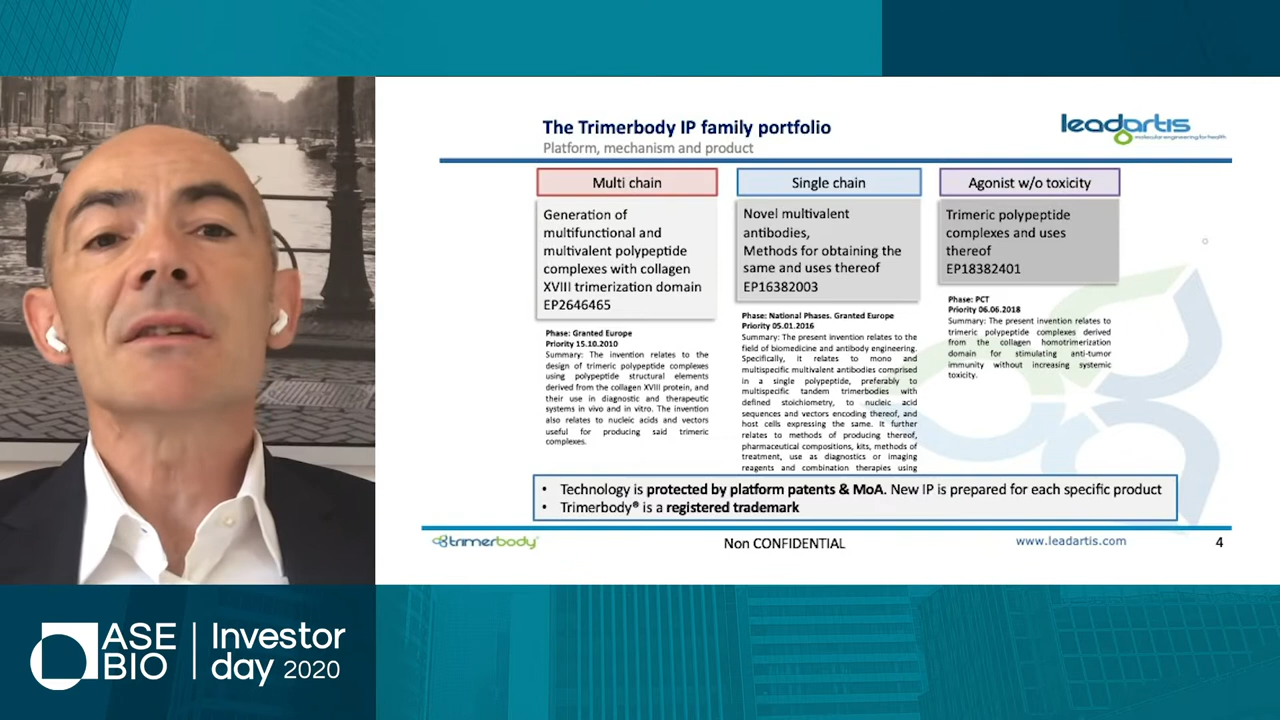 The Trimerbody IP family portfolio
Platform, mechanism and product
leadartis
molecular engineering for health
Multi chain
Generation of
multifunctional and
multivalent polypeptide
complexes with collagen
XVIII trimerization domain
EP2646465
Phase: Granted Europe
Priority 15.10.2010
Summary: The invention relates to the
design of trimeric polypeptide complexes
using polypeptide structural elements
derived from the collagen XVIII protein, and
their use in diagnostic and therapeutic
systems in vivo and in vitro. The invention
also relates to nucleic acids and vectors
useful for producing said trimeric
complexes.
Single chain
Novel multivalent
antibodies,
Methods for obtaining the
same and uses thereof
EP16382003
Phase: National Phases. Granted Europe
Priority 05.01.2016
Summary: The present invention relates to the
field of biomedicine and antibody engineering.
Specifically, it relates to mono and
multispecific multivalent antibodies comprised
in a single polypeptide, preferably to
multispecific tandem trimerbodies with
defined stoichiometry, to nucleic acid
sequences and vectors encoding thereof, and
host cells expressing the same. It further
relates to methods of producing thereof,
pharmaceutical compositions, kits, methods of
treatment, use as diagnostics or imaging
reagents and combination therapies using
Agonist w/o toxicity
Trimeric polypeptide
complexes and uses
thereof
EP18382401
Phase: PCT
Priority 06.06.2018
Summary: The present invention relates to
trimeric polypeptide complexes derived
from the collagen homotrimerization
domain for stimulating anti-tumor
immunity without increasing systemic
toxicity.
• Technology is protected by platform patents & MoA. New IP is prepared for each specific product
• Trimerbody® is a registered trademark
trimerbody®
Non CONFIDENTIAL
www.leadartis.com
4
ASE
BIO
Investor
day 2020